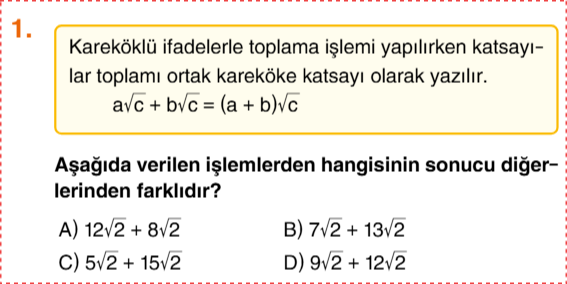 1.
Kareköklü ifadelerle toplama işlemi yapılırken katsayı-
lar toplamı ortak kareköke katsayı olarak yazılır.
a√c + b√c = (a + b)√c
Aşağıda verilen işlemlerden hangisinin sonucu diğer-
lerinden farklıdır?
A) 12√2 + 8√2 B) 7√2 + 13√2
C) 5√2 + 15√2 D) 9√2 + 12√2